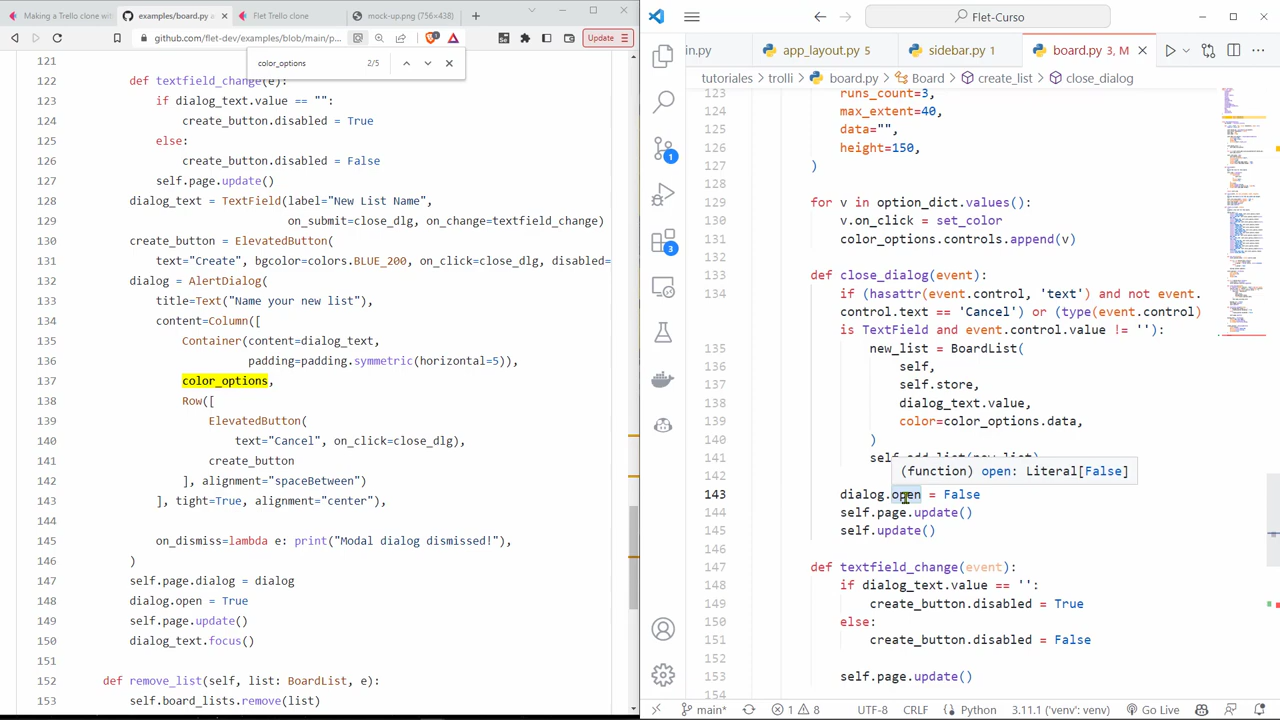 Making a Trello clone wit
examples/board.py a
Flet Trello clone
mock-up.png (756×438)
github.com/flet-dev/examples/blob/main/p...
Update
color_options
2/5
121
122 def textfield_change(e):
123 if dialog_text.value == "":
124 create_button.disabled = True
125 else:
126 create_button.disabled = False
127 self.page.update()
128 dialog_text = TextField(label="New List Name",
129 on_submit=close_dlg, on_change=textfield_change)
130 create_button = ElevatedButton(
131 text="Create", bgcolor=colors.BLUE_200, on_click=close_dlg, disabled=
132 dialog = AlertDialog(
133 title=Text("Name your new list"),
134 content=Column([
135 Container(content=dialog_text,
136 padding=padding.symmetric(horizontal=5)),
137 color_options,
138 Row([
139 ElevatedButton(
140 text="Cancel", on_click=close_dlg),
141 create_button
142 ], alignment="spaceBetween")
143 ], tight=True, alignment="center"),
144
145 on_dismiss=lambda e: print("Modal dialog dismissed!"),
146 )
147 self.page.dialog = dialog
148 dialog.open = True
149 self.page.update()
150 dialog_text.focus()
151
152 def remove_list(self, list: BoardList, e):
153 self.board_lists.remove(list)
Flet-Curso
in.py
app_layout.py 5
sidebar.py 1
board.py 1 M
tutoriales > trolli > board.py > Board > create_list > close_dialog
123 runs_count=3,
124 max_extent=40,
125 data="",
126 height=150,
127 )
128
129 for v in option_dict.values():
130 v.on_click = set_color
131 color_options.controls.append(v)
132
133 def close_dialog(event):
134 if (hasattr(event.control, 'text') and not event.
control.text == 'Cancel') or (type(event.control)
is TextField and event.control.value != ''):
135 new_list = BoardList(
136 self,
137 self.store,
138 dialog_text.value,
139 color=color_options.data,
140 )
141 self.add_list(new_list)
142
(function) open: Literal[False]
143 dialog.open = False
144 self.page.update()
145 self.update()
146
147 def textfield_change(event):
148 if dialog_text.value == '':
149 create_button.disabled = True
150 else:
151 create_button.disabled = False
152
153 self.page.update()
154
1
3
main*
1 8
UTF-8
CRLF
Python
3.11.1 ('venv': venv)
Go Live